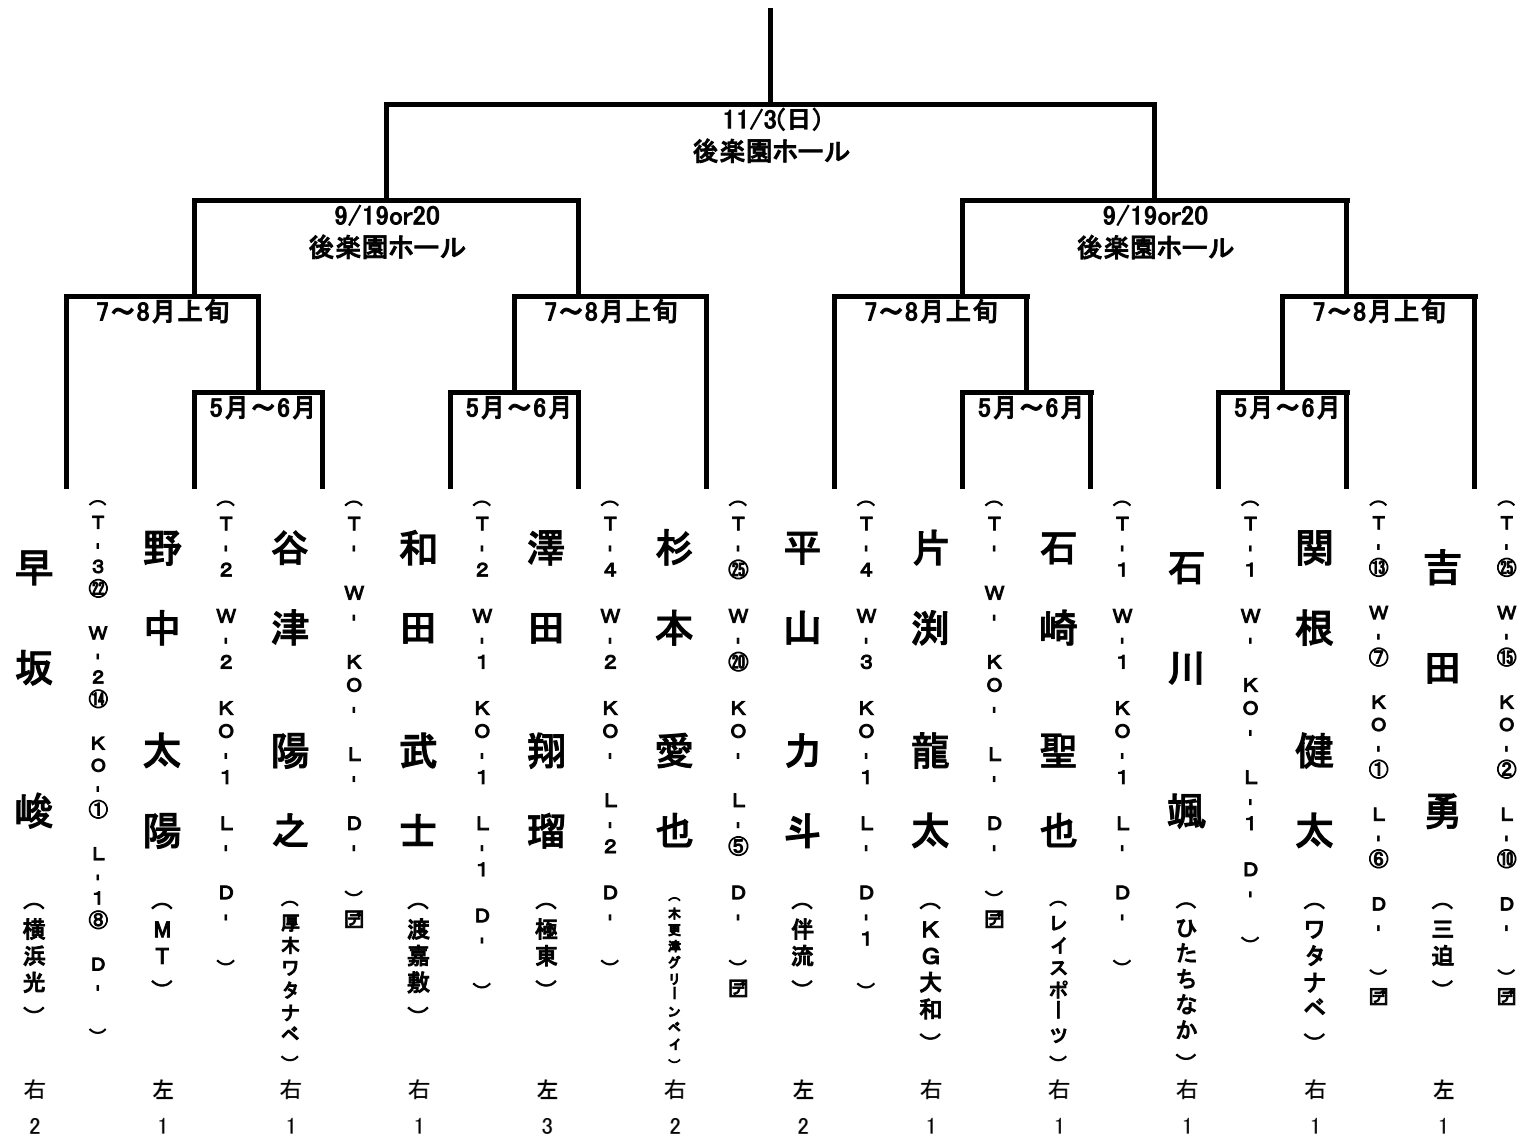 11/3(日)
後楽園ホール
9/19or20
後楽園ホール
9/19or20
後楽園ホール
7～8月上旬
7～8月上旬
7～8月上旬
7～8月上旬
5月～6月
5月～6月
5月～6月
5月～6月
早坂 峻 (横浜光) 右 2
(T-3㉒ W-2⑭ KO-① L-1⑧ D- )
野中 太陽 (MT) 左 1
(T-2 W-2 KO-1 L- D- )
谷津 陽之 (厚木ワタナベ) 右 1
(T- W- KO- L- D- )デ
和田 武士 (渡嘉敷) 右 1
(T-2 W-1 KO-1 L-1 D- )
澤田 翔瑠 (極東) 左 3
(T-4 W-2 KO- L-2 D- )
杉本 愛也 (木更津グリーンベイ) 右 2
(T-㉕ W-⑳ KO- L-⑤ D- )デ
平山 力斗 (伴流) 左 2
(T-4 W-3 KO-1 L- D-1 )
片渕 龍太 (KG大和) 右 1
(T- W- KO- L- D- )デ
石崎 聖也 (レイスポーツ) 右 1
(T-1 W-1 KO-1 L- D- )
石川 颯 (ひたちなか) 右 1
(T-1 W- KO- L-1 D- )
関根 健太 (ワタナベ) 右 1
(T-⑬ W-⑦ KO-① L-⑥ D- )デ
吉田 勇 (三迫) 左 1
(T-㉕ W-⑮ KO-② L-⑩ D- )デ